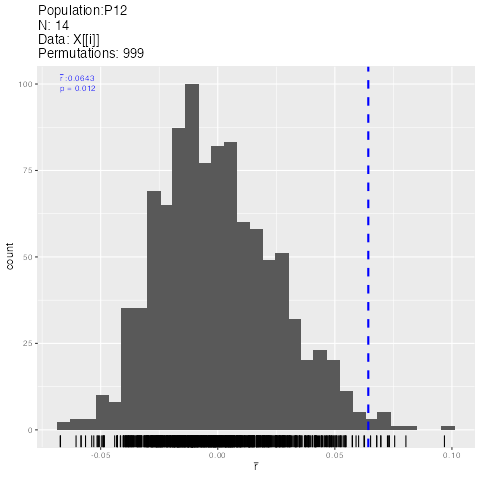 Population:P12
N: 14
Data: X[[i]]
Permutations: 999
r̄ :0.0643
p = 0.012
100
75
50
25
0
count
-0.05 0.00 0.05 0.10
r̄